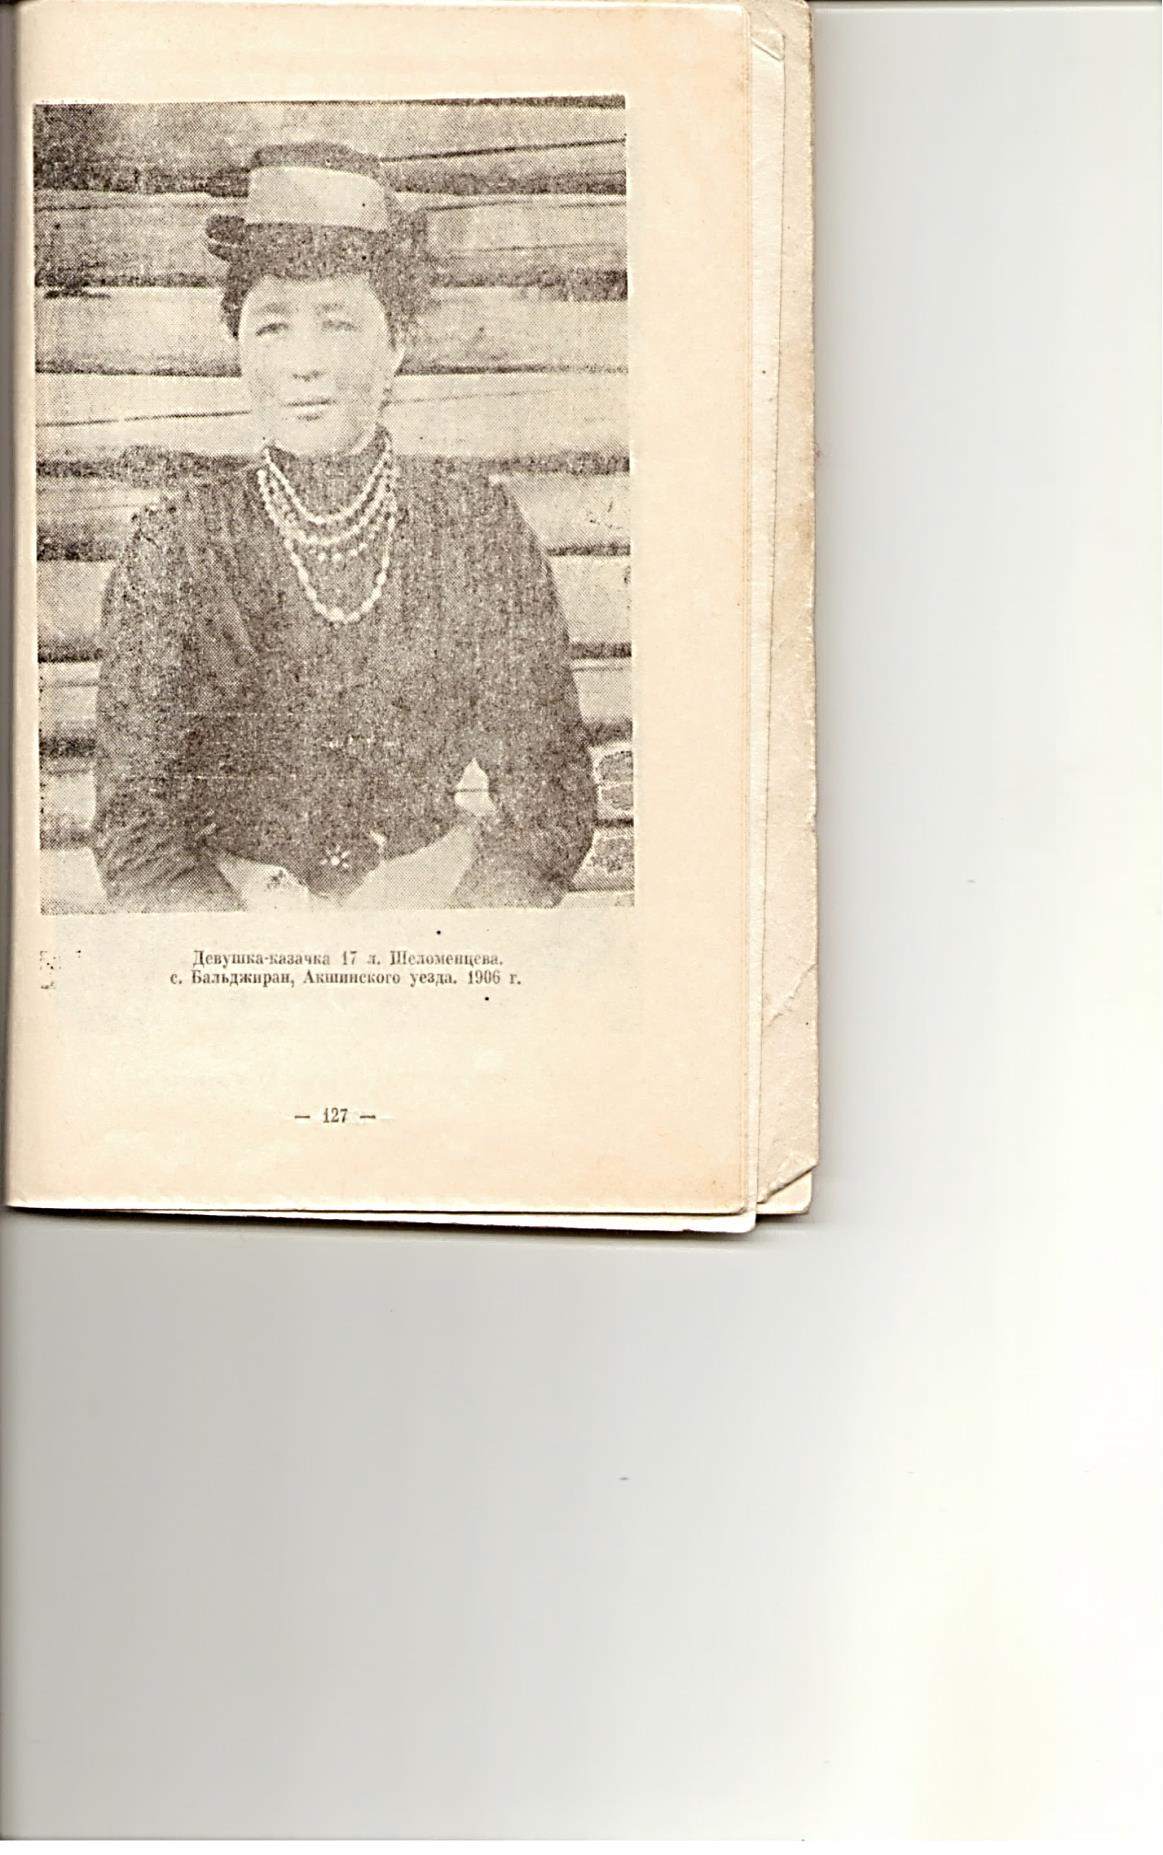 Девушка-казачка 17 л. Шеломенцева.
с. Бальджиран, Акшинского уезда. 1906 г.
— 127 —